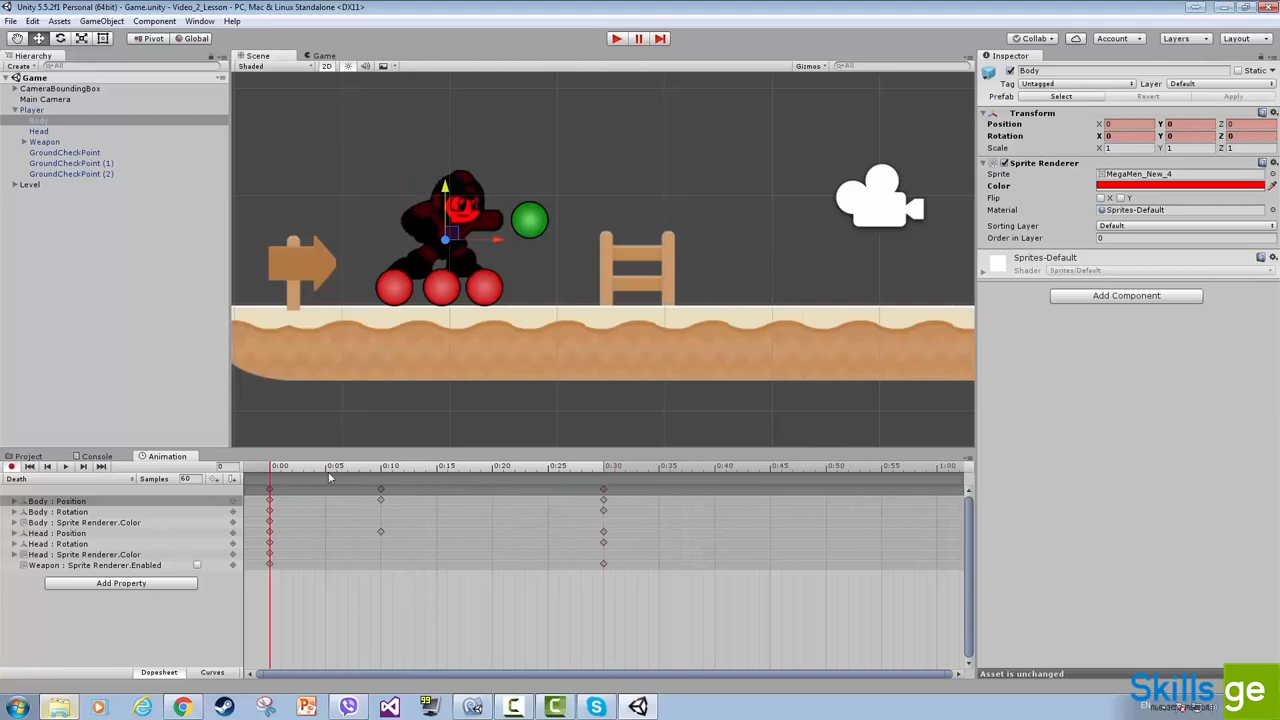 Unity 5.5.2f1 Personal (64bit) - Game.unity - Video_2_Lesson - PC, Mac & Linux Standalone <DX11>
File Edit Assets GameObject Component Window Help
Pivot Global Collab Account Layers Layout
Hierarchy Scene Game Inspector
Create All Shaded 2D Gizmos All
Body Static
Tag Untagged Layer Default
Prefab Select Revert Apply
Game
CameraBoundingBox
Main Camera
Player
Body
Head
Weapon
GroundCheckPoint
GroundCheckPoint (1)
GroundCheckPoint (2)
Level
Transform
Position X 0 Y 0 Z 0
Rotation X 0 Y 0 Z 0
Scale X 1 Y 1 Z 1
Sprite Renderer
Sprite MegaMen_New_4
Color
Flip X Y
Material Sprites-Default
Sorting Layer Default
Order in Layer 0
Sprites-Default
Shader Sprites/Default
Add Component
Project Console Animation
0 0:00 0:05 0:10 0:15 0:20 0:25 0:30 0:35 0:40 0:45 0:50 0:55 1:00
Death Samples 60
Body : Position
Body : Rotation
Body : Sprite Renderer.Color
Head : Position
Head : Rotation
Head : Sprite Renderer.Color
Weapon : Sprite Renderer.Enabled
Add Property
Dopesheet Curves
Asset is unchanged
Skills ge
99
EN